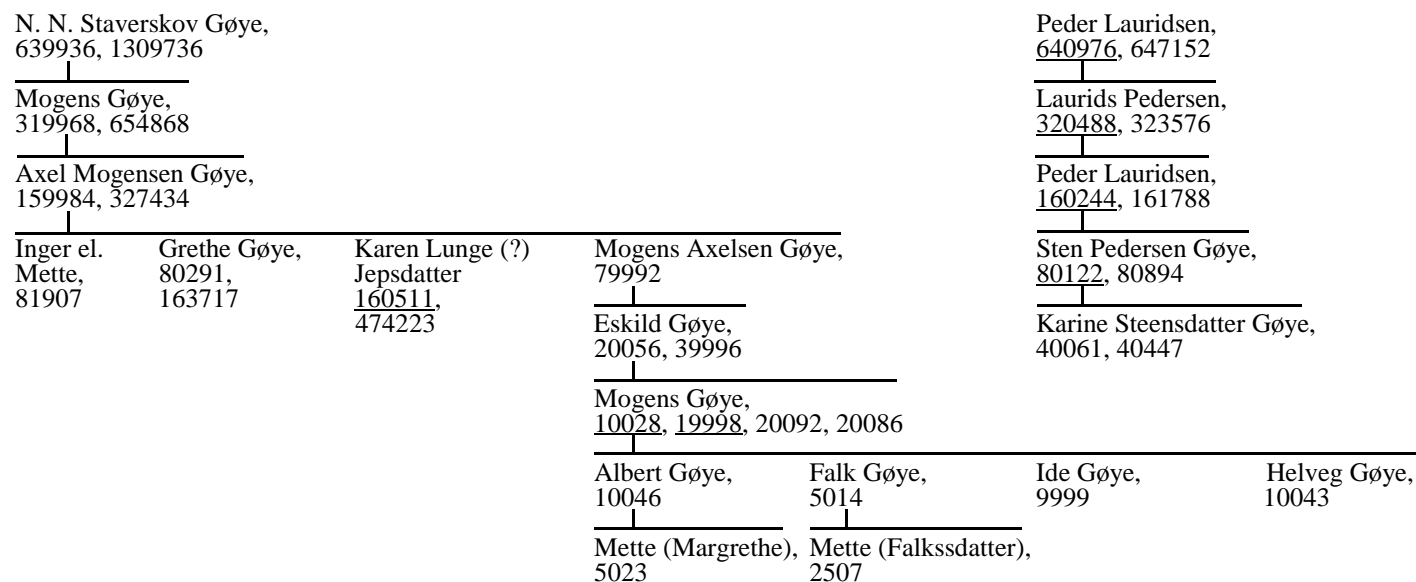 N. N. Staverskov Gøye,
639936, 1309736
Mogens Gøye,
319968, 654868
Axel Mogensen Gøye,
159984, 327434
Inger el.
Mette,
81907
Grethe Gøye,
80291,
163717
Karen Lunge (?)
Jepsdatter
160511,
474223
Mogens Axelsen Gøye,
79992
Eskild Gøye,
20056, 39996
Mogens Gøye,
10028, 19998, 20092, 20086
Albert Gøye,
10046
Falk Gøye,
5014
Ide Gøye,
9999
Helveg Gøye,
10043
Mette (Margrethe),
5023
Mette (Falkssdatter),
2507
Peder Lauridsen,
640976, 647152
Laurids Pedersen,
320488, 323576
Peder Lauridsen,
160244, 161788
Sten Pedersen Gøye,
80122, 80894
Karine Steensdatter Gøye,
40061, 40447